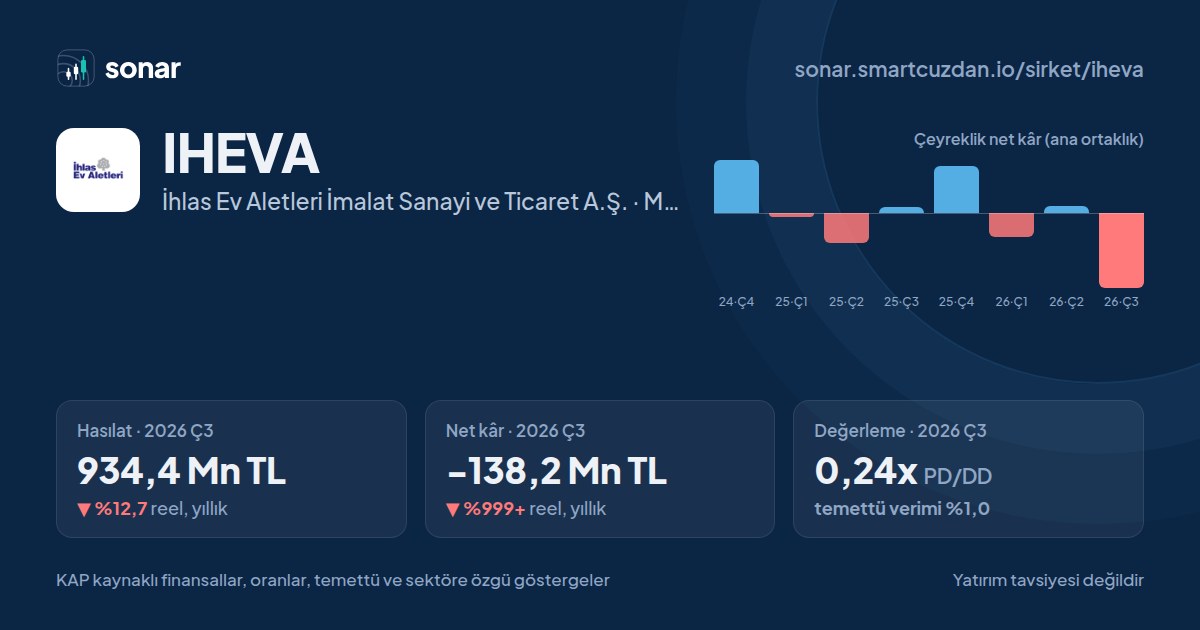 sonar
sonar.smartcuzdan.io/sirket/iheva
İhlas
Ev Aletleri
IHEVA
İhlas Ev Aletleri İmalat Sanayi ve Ticaret A.Ş. · M...
Çeyreklik net kâr (ana ortaklık)
24·Ç4 25·Ç1 25·Ç2 25·Ç3 25·Ç4 26·Ç1 26·Ç2 26·Ç3
Hasılat · 2026 Ç3
934,4 Mn TL
▼ %12,7 reel, yıllık
Net kâr · 2026 Ç3
−138,2 Mn TL
▼ %999+ reel, yıllık
Değerleme · 2026 Ç3
0,24x PD/DD
temettü verimi %1,0
KAP kaynaklı finansallar, oranlar, temettü ve sektöre özgü göstergeler
Yatırım tavsiyesi değildir